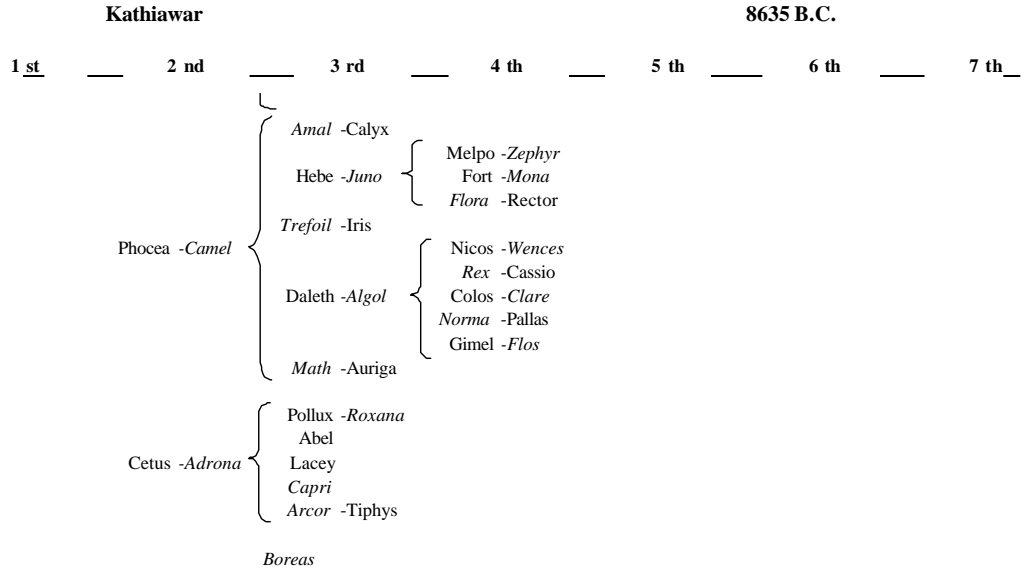 Kathiawar 8635 B.C.
1 st 2 nd 3 rd 4 th 5 th 6 th 7 th
Amal -Calyx
Melpo -Zephyr
Hebe -Juno Fort -Mona
Flora -Rector
Trefoil -Iris
Phocea -Camel Nicos -Wences
Rex -Cassio
Daleth -Algol Colos -Clare
Norma -Pallas
Gimel -Flos
Math -Auriga
Pollux -Roxana
Abel
Cetus -Adrona Lacey
Capri
Arcor -Tiphys
Boreas